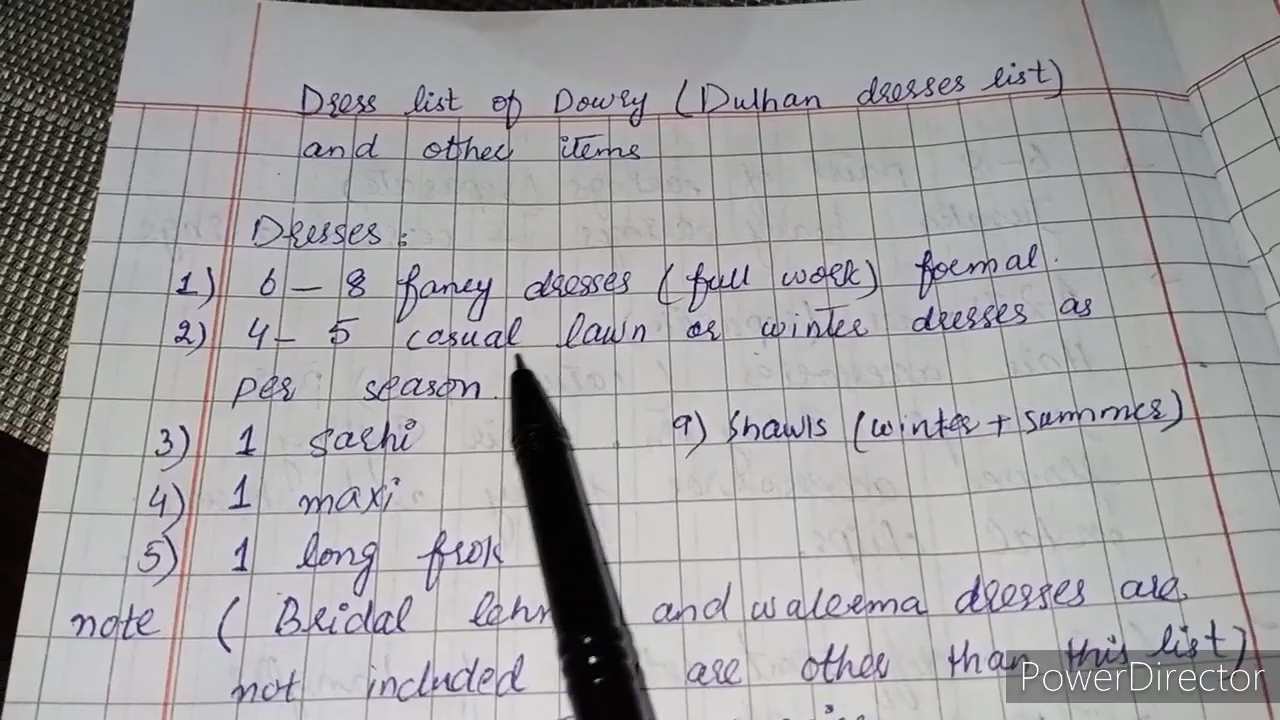 Dress list of Dowry (Dulhan dresses list)
and other items
Dresses:
1) 6 - 8 fancy dresses (full work) formal.
2) 4 - 5 casual lawn or winter dresses as
per season.
3) 1 sarhi
9) Shawls (winter + summer)
4) 1 maxi
5) 1 long frok
note ( Bridal and waleema dresses are
not included are other than this list)
PowerDirector